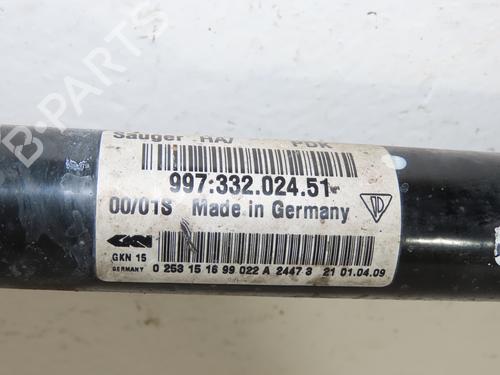 Sauger HA/ PDK
997.332.024.51
00/01S Made in Germany
GKN
GKN 15
GERMANY 0 253 15 16 99 022 A 2447 3 21 01.04.09